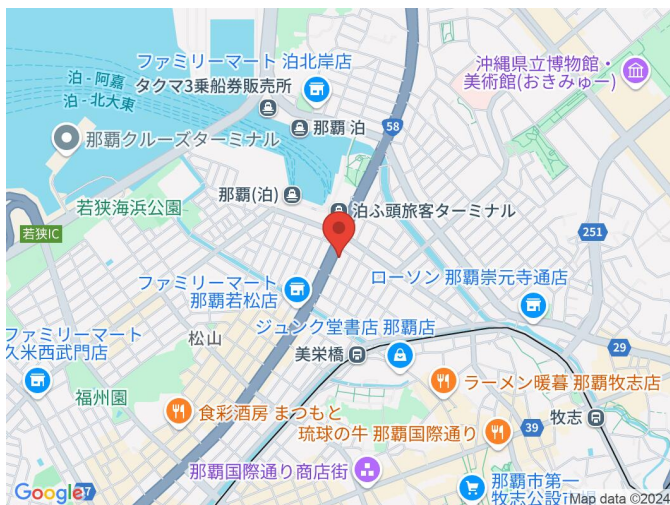 ファミリーマート 泊北岸店
沖縄県立博物館・
美術館(おきみゅー)
泊 - 阿嘉
タクマ3乗船券販売所
泊 - 北大東
58
那覇 泊
那覇クルーズターミナル
那覇(泊)
若狭海浜公園
泊ふ頭旅客ターミナル
若狭IC
251
ファミリーマート
那覇若松店
ローソン 那覇崇元寺通店
ファミリーマート
久米西武門店
ジュンク堂書店 那覇店
松山
29
美栄橋
ラーメン暖暮 那覇牧志店
福州園
食彩酒房 まつもと
牧志
琉球の牛 那覇国際通り
39
那覇国際通り商店街
那覇市第一
牧志公設市場
Google
Map data ©2024